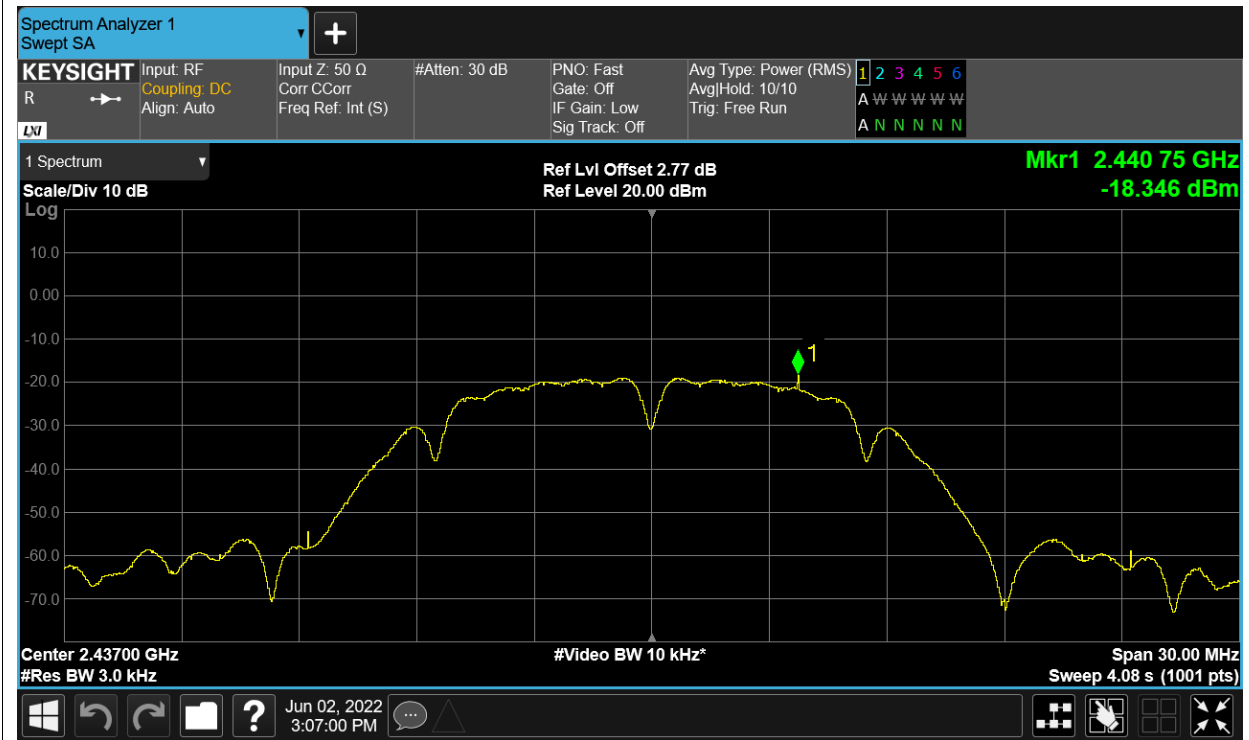 Spectrum Analyzer 1
Swept SA
KEYSIGHT
R
LXI
Input: RF
Coupling: DC
Align: Auto
Input Z: 50 Ω
Corr CCorr
Freq Ref: Int (S)
#Atten: 30 dB
PNO: Fast
Gate: Off
IF Gain: Low
Sig Track: Off
Avg Type: Power (RMS)
Avg|Hold: 10/10
Trig: Free Run
1 2 3 4 5 6
A W W W W W
A N N N N N
1 Spectrum
Scale/Div 10 dB
Ref Lvl Offset 2.77 dB
Ref Level 20.00 dBm
Mkr1 2.440 75 GHz
-18.346 dBm
Log
10.0
0.00
-10.0
1
-20.0
-30.0
-40.0
-50.0
-60.0
-70.0
Center 2.43700 GHz
#Res BW 3.0 kHz
#Video BW 10 kHz*
Span 30.00 MHz
Sweep 4.08 s (1001 pts)
?
Jun 02, 2022
3:07:00 PM